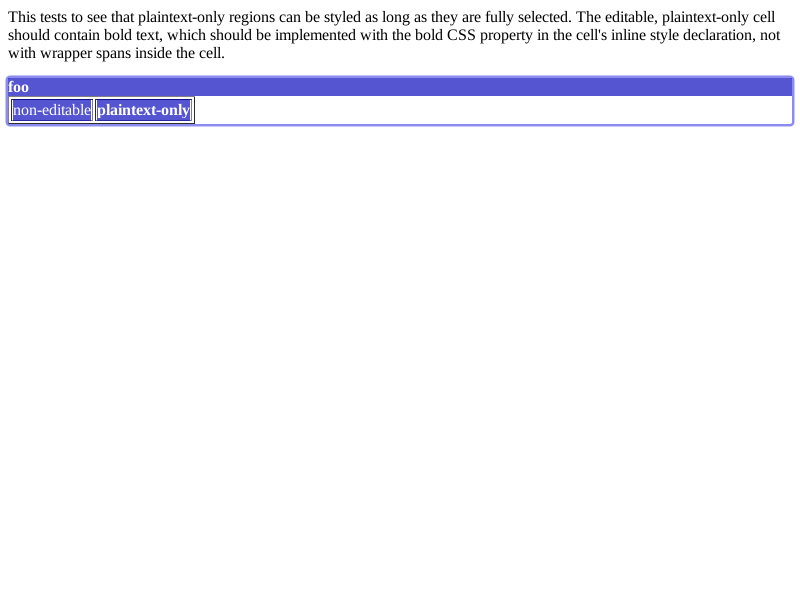 This tests to see that plaintext-only regions can be styled as long as they are fully selected. The editable, plaintext-only cell
should contain bold text, which should be implemented with the bold CSS property in the cell's inline style declaration, not
with wrapper spans inside the cell.
foo
non-editable plaintext-only